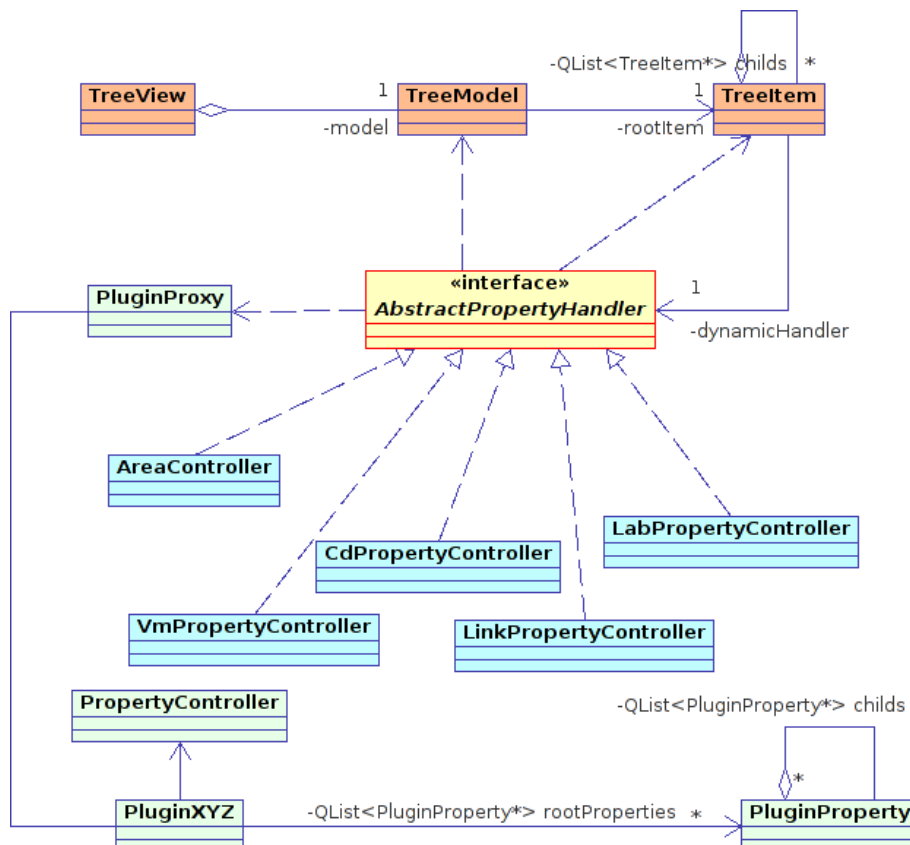 -QList<TreeItem*> childs *
TreeView
1
TreeModel
1
TreeItem
-model
-rootItem
«interface»
AbstractPropertyHandler
PluginProxy
1
-dynamicHandler
AreaController
LabPropertyController
CdPropertyController
VmPropertyController
LinkPropertyController
PropertyController
-QList<PluginProperty*> childs
*
PluginXYZ
-QList<PluginProperty*> rootProperties *
PluginProperty